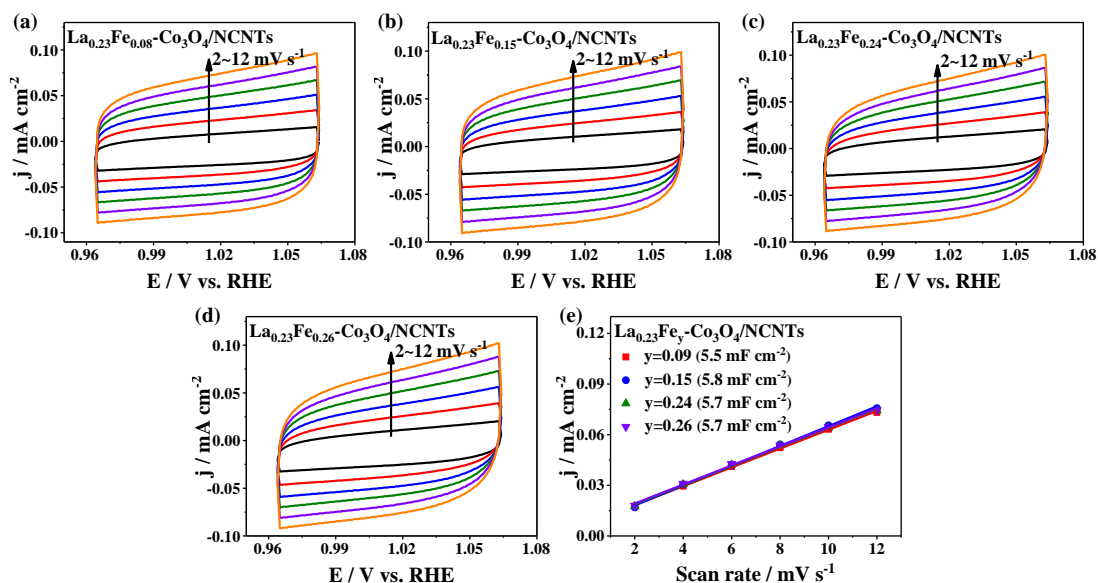 (a)
La₀.₂₃Fe₀.₀₈-Co₃O₄/NCNTs
2~12 mV s⁻¹
j / mA cm⁻²
0.10
0.05
0.00
-0.05
-0.10
0.96 0.99 1.02 1.05 1.08
E / V vs. RHE
(b)
La₀.₂₃Fe₀.₁₅-Co₃O₄/NCNTs
2~12 mV s⁻¹
j / mA cm⁻²
0.10
0.05
0.00
-0.05
-0.10
0.96 0.99 1.02 1.05 1.08
E / V vs. RHE
(c)
La₀.₂₃Fe₀.₂₄-Co₃O₄/NCNTs
2~12 mV s⁻¹
j / mA cm⁻²
0.10
0.05
0.00
-0.05
-0.10
0.96 0.99 1.02 1.05 1.08
E / V vs. RHE
(d)
La₀.₂₃Fe₀.₂₆-Co₃O₄/NCNTs
2~12 mV s⁻¹
j / mA cm⁻²
0.10
0.05
0.00
-0.05
-0.10
0.96 0.99 1.02 1.05 1.08
E / V vs. RHE
(e)
La₀.₂₃Feᵧ-Co₃O₄/NCNTs
y=0.09 (5.5 mF cm⁻²)
y=0.15 (5.8 mF cm⁻²)
y=0.24 (5.7 mF cm⁻²)
y=0.26 (5.7 mF cm⁻²)
j / mA cm⁻²
0.12
0.09
0.06
0.03
0.00
2 4 6 8 10 12
Scan rate / mV s⁻¹